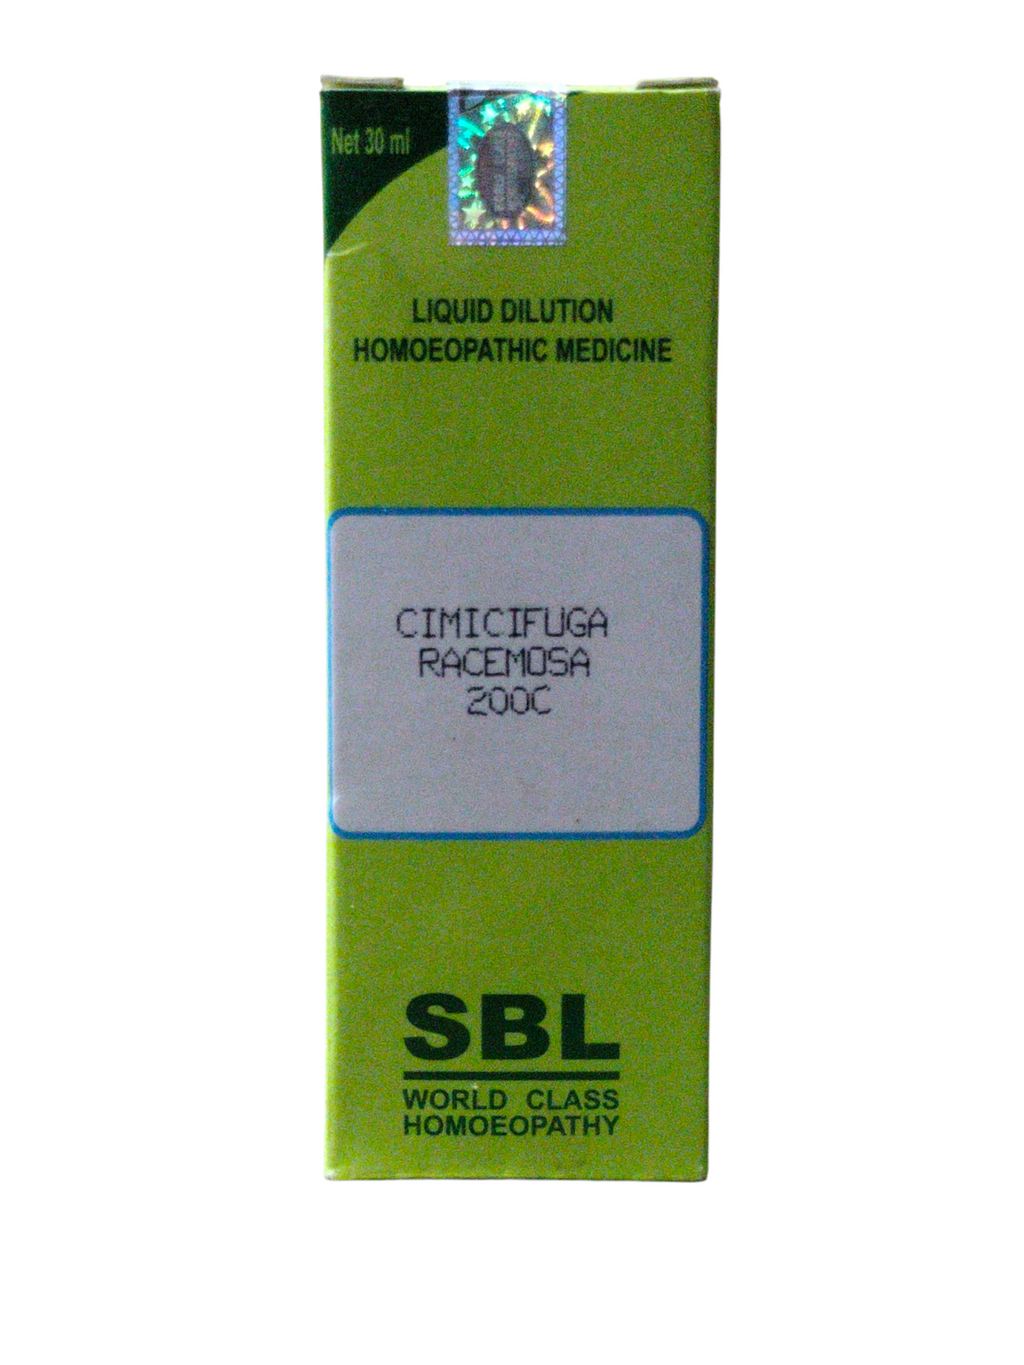 Net 30 ml
LIQUID DILUTION
HOMOEOPATHIC MEDICINE
CIMICIFUGA
RACEMOSA
200C
SBL
WORLD CLASS
HOMOEOPATHY